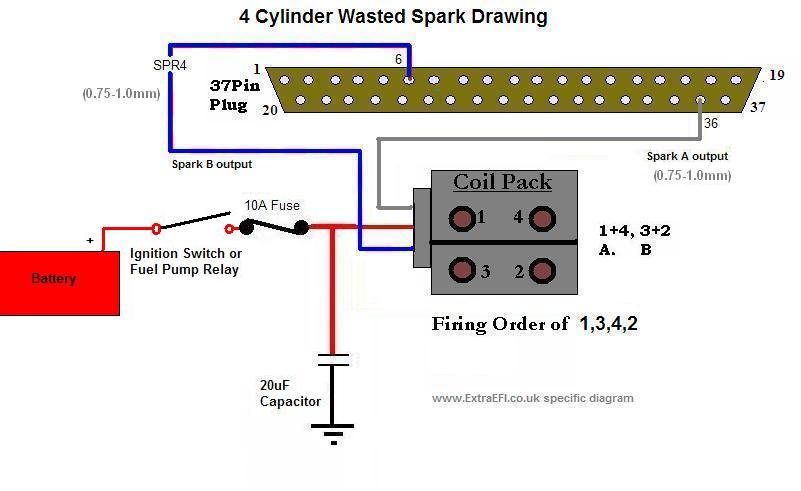 4 Cylinder Wasted Spark Drawing
SPR4
6
1
19
(0.75-1.0mm)
37Pin
Plug
20
37
36
Spark B output
Spark A output
(0.75-1.0mm)
Coil Pack
10A Fuse
1 4
1+4, 3+2
A. B
+
Ignition Switch or
Fuel Pump Relay
Battery
3 2
Firing Order of 1,3,4,2
20uF
Capacitor
www.ExtraEFI.co.uk specific diagram